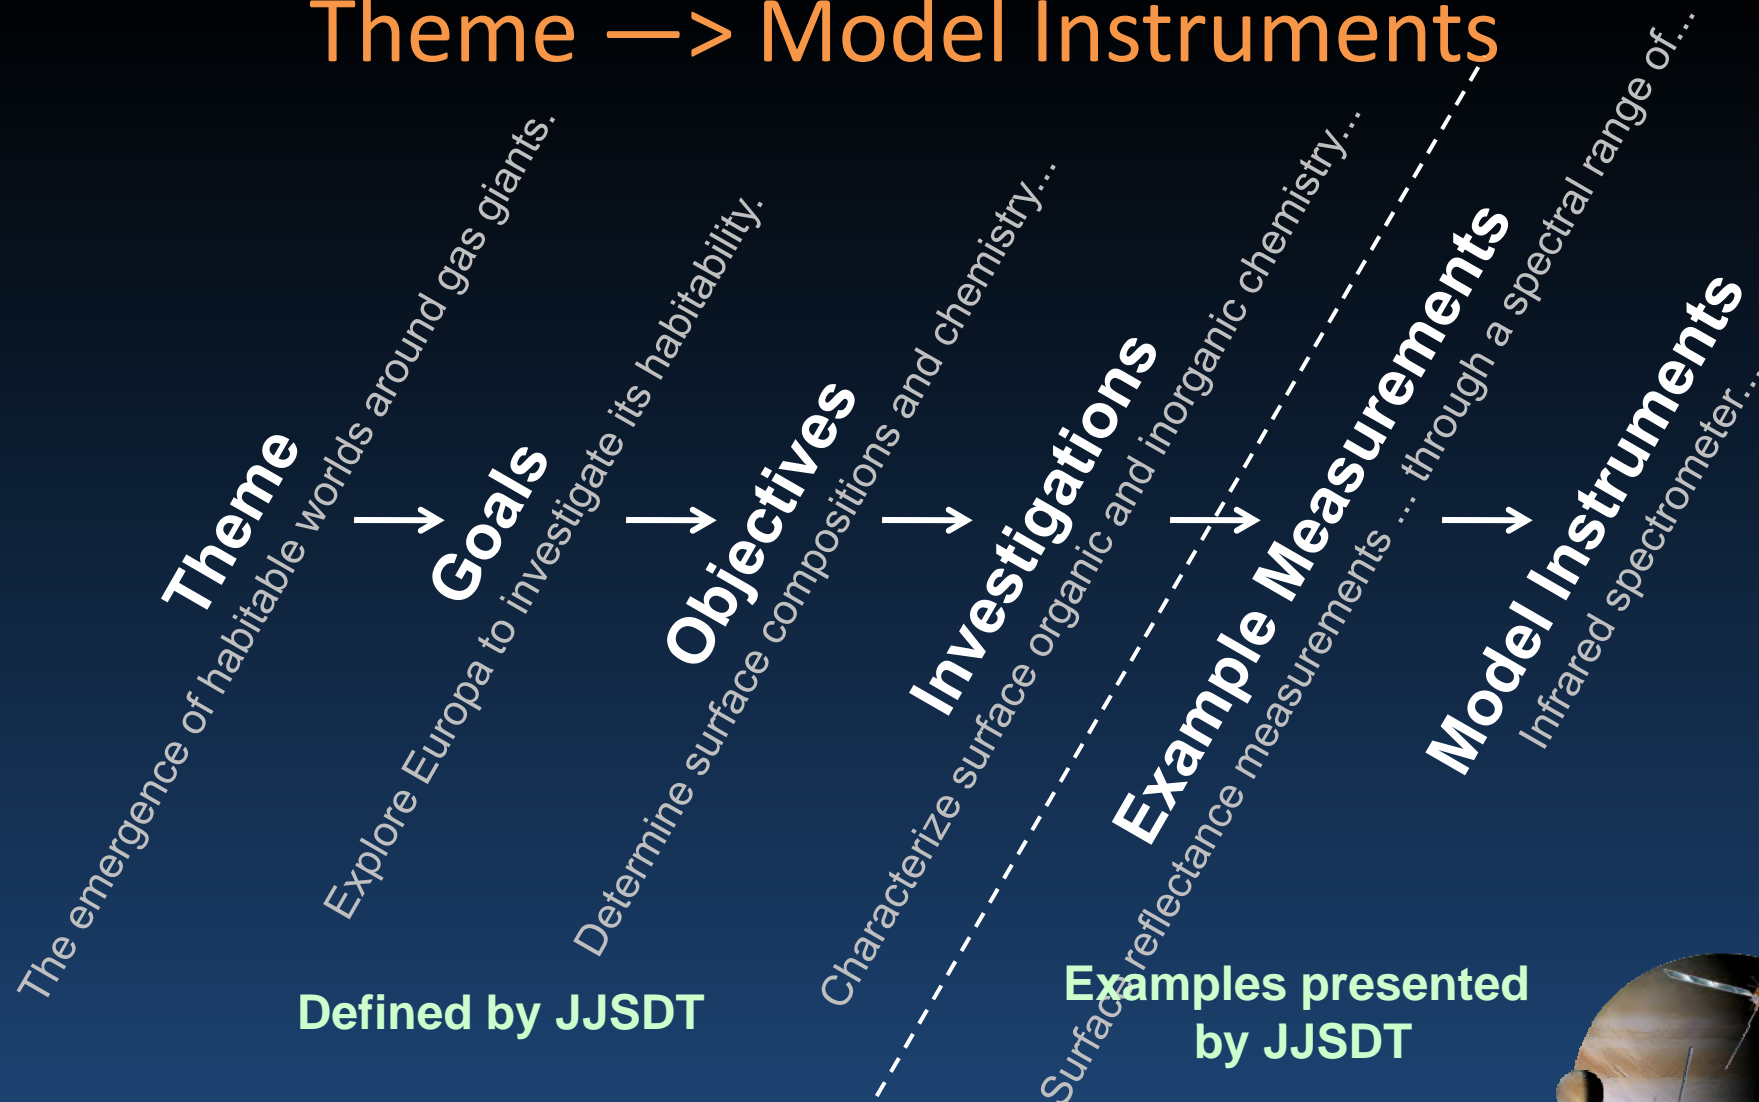 Theme —> Model Instruments
Theme
The emergence of habitable worlds around gas giants.
Goals
Explore Europa to investigate its habitability.
Objectives
Determine surface compositions and chemistry...
Investigations
Characterize surface organic and inorganic chemistry...
Example Measurements
Surface reflectance measurements ... through a spectral range of...
Model Instruments
Infrared spectrometer...
Defined by JJSDT
Examples presented
by JJSDT